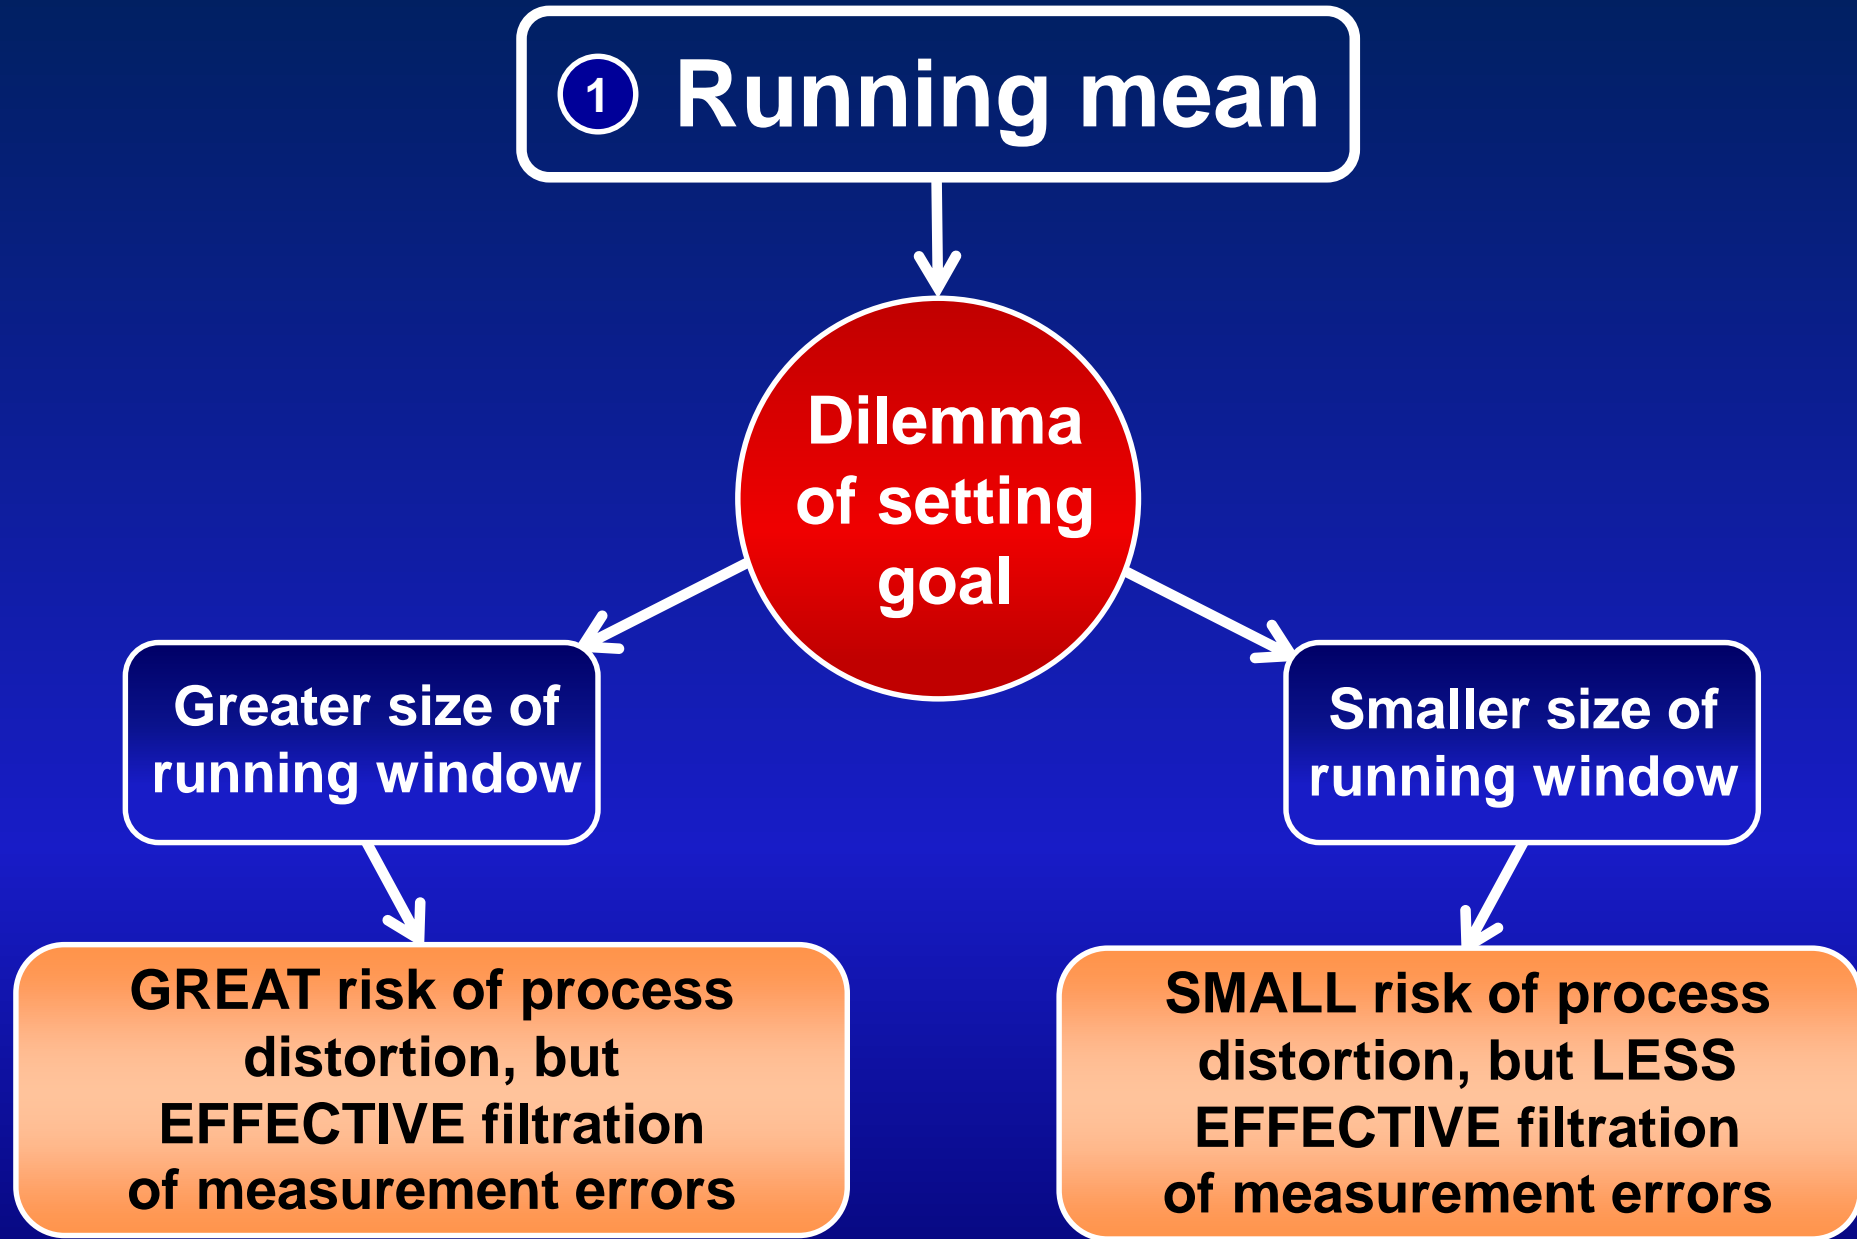 1 Running mean
Dilemma
of setting
goal
Greater size of
running window
Smaller size of
running window
GREAT risk of process
distortion, but
EFFECTIVE filtration
of measurement errors
SMALL risk of process
distortion, but LESS
EFFECTIVE filtration
of measurement errors